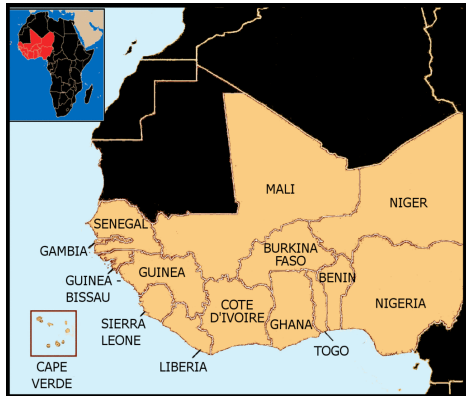 MALI
NIGER
SENEGAL
GAMBIA
BURKINA
FASO
GUINEA
BENIN
GUINEA -
BISSAU
COTE
D'IVOIRE
NIGERIA
GHANA
SIERRA
LEONE
TOGO
LIBERIA
CAPE
VERDE